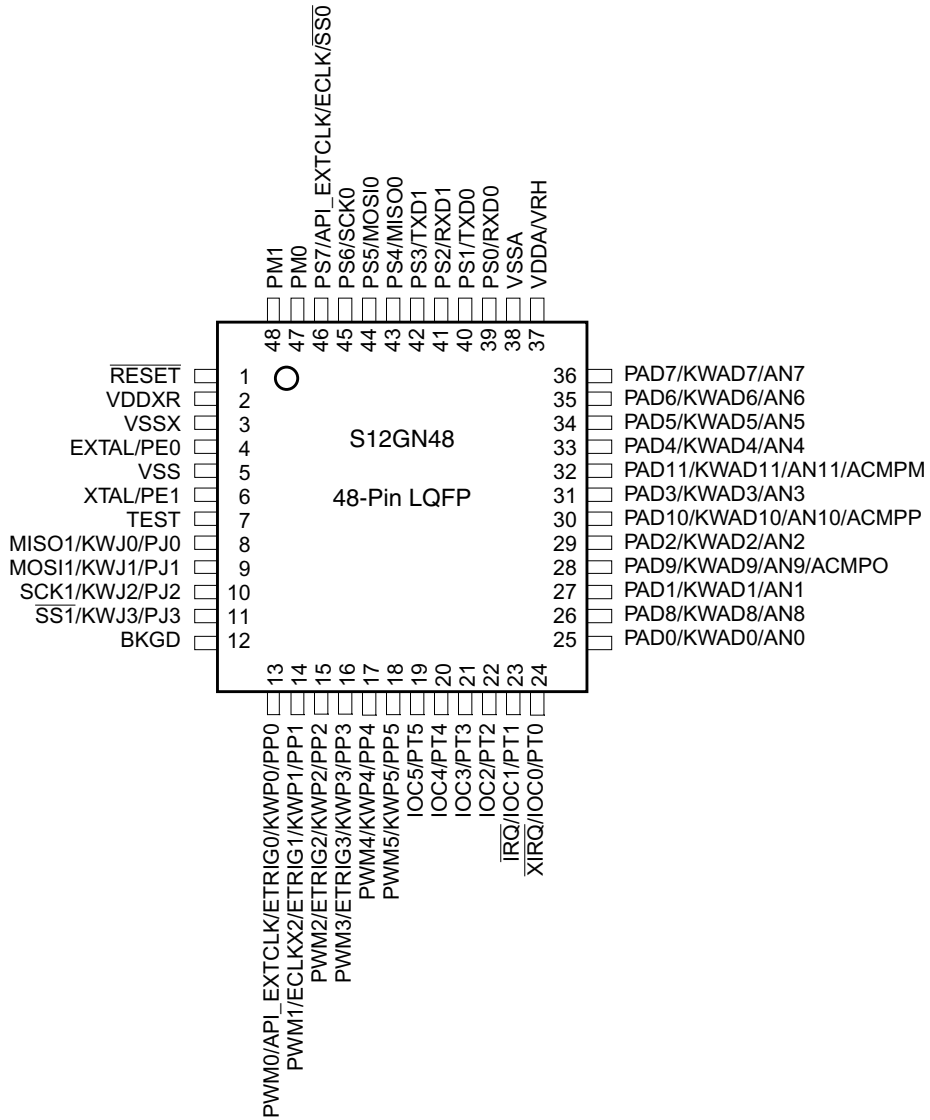 PS7/API_EXTCLK/ECLK/SS0
PM1
PM0
PS6/SCK0
PS5/MOSI0
PS4/MISO0
PS3/TXD1
PS2/RXD1
PS1/TXD0
PS0/RXD0
VSSA
VDDA/VRH
48
47
46
45
44
43
42
41
40
39
38
37
RESET 1
VDDXR 2
VSSX 3
EXTAL/PE0 4
VSS 5
XTAL/PE1 6
TEST 7
MISO1/KWJ0/PJ0 8
MOSI1/KWJ1/PJ1 9
SCK1/KWJ2/PJ2 10
SS1/KWJ3/PJ3 11
BKGD 12
S12GN48
48-Pin LQFP
36 PAD7/KWAD7/AN7
35 PAD6/KWAD6/AN6
34 PAD5/KWAD5/AN5
33 PAD4/KWAD4/AN4
32 PAD11/KWAD11/AN11/ACMPM
31 PAD3/KWAD3/AN3
30 PAD10/KWAD10/AN10/ACMPP
29 PAD2/KWAD2/AN2
28 PAD9/KWAD9/AN9/ACMPO
27 PAD1/KWAD1/AN1
26 PAD8/KWAD8/AN8
25 PAD0/KWAD0/AN0
13
14
15
16
17
18
19
20
21
22
23
24
PWM0/API_EXTCLK/ETRIG0/KWP0/PP0
PWM1/ECLKX2/ETRIG1/KWP1/PP1
PWM2/ETRIG2/KWP2/PP2
PWM3/ETRIG3/KWP3/PP3
PWM4/KWP4/PP4
PWM5/KWP5/PP5
IOC5/PT5
IOC4/PT4
IOC3/PT3
IOC2/PT2
IRQ/IOC1/PT1
XIRQ/IOC0/PT0